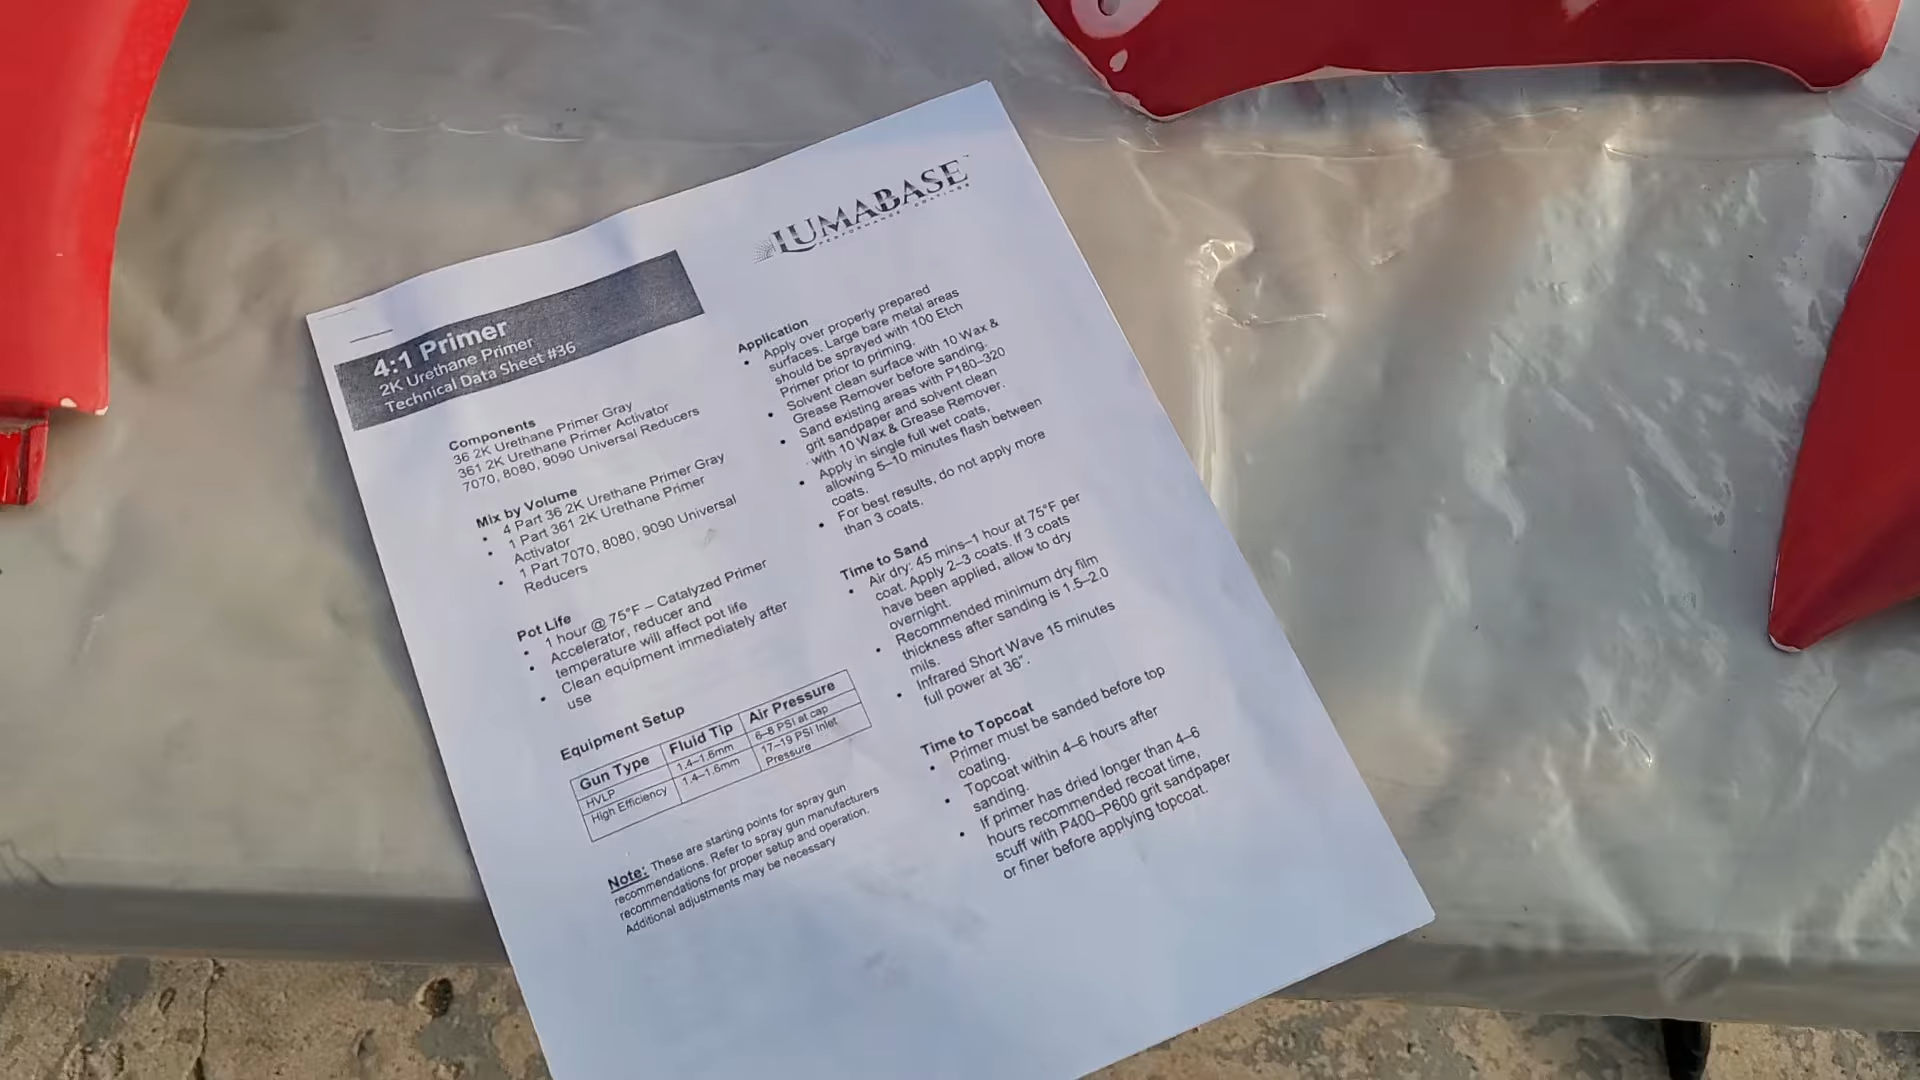 LUMABASE
PERFORMANCE COATINGS
4:1 Primer
2K Urethane Primer
Technical Data Sheet #36
Components
36 2K Urethane Primer Gray
361 2K Urethane Primer Activator
7070, 8080, 9090 Universal Reducers
Mix by Volume
• 4 Part 36 2K Urethane Primer Gray
• 1 Part 361 2K Urethane Primer
Activator
• 1 Part 7070, 8080, 9090 Universal
Reducers
Pot Life
• 1 hour @ 75°F – Catalyzed Primer
• Accelerator, reducer and
temperature will affect pot life
• Clean equipment immediately after
use
Equipment Setup
Gun Type Fluid Tip Air Pressure
HVLP 1.4–1.6mm 6–8 PSI at cap
High Efficiency 1.4–1.6mm 17–19 PSI Inlet
Pressure
Note: These are starting points for spray gun
recommendations. Refer to spray gun manufacturers
recommendations for proper setup and operation.
Additional adjustments may be necessary
Application
• Apply over properly prepared
surfaces. Large bare metal areas
should be sprayed with 100 Etch
Primer prior to priming.
• Solvent clean surface with 10 Wax &
Grease Remover before sanding.
• Sand existing areas with P180–320
grit sandpaper and solvent clean
with 10 Wax & Grease Remover.
• Apply in single full wet coats,
allowing 5–10 minutes flash between
coats.
• For best results, do not apply more
than 3 coats.
Time to Sand
• Air dry: 45 mins–1 hour at 75°F per
coat. Apply 2–3 coats. If 3 coats
have been applied, allow to dry
overnight.
• Recommended minimum dry film
thickness after sanding is 1.5–2.0
mils.
• Infrared Short Wave 15 minutes
full power at 36".
Time to Topcoat
• Primer must be sanded before top
coating.
• Topcoat within 4–6 hours after
sanding.
• If primer has dried longer than 4–6
hours recommended recoat time,
scuff with P400–P600 grit sandpaper
or finer before applying topcoat.